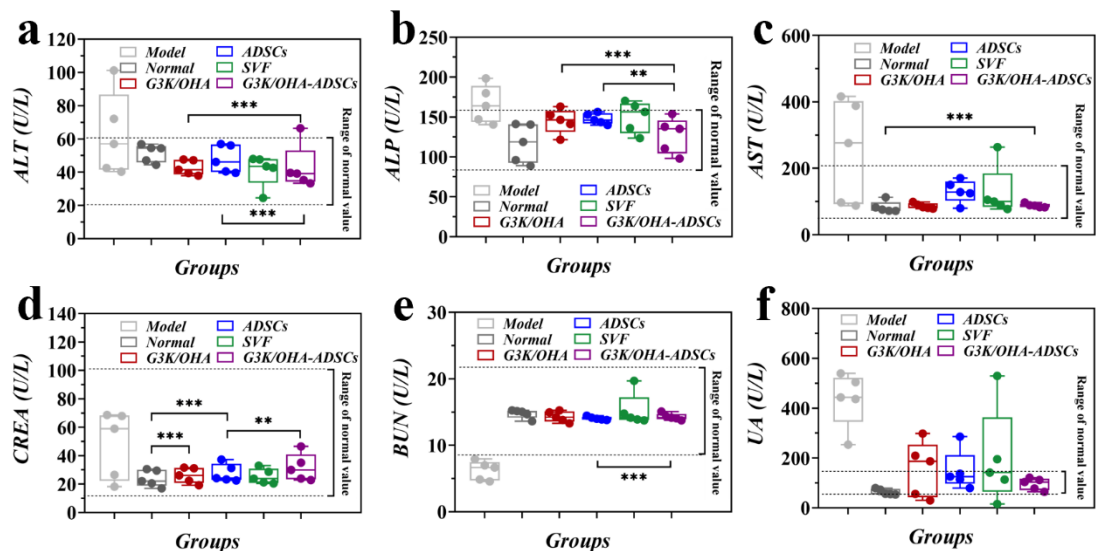 a
ALT (U/L)
120
100
80
60
40
20
0
Model
Normal
G3K/OHA
ADSCs
SVF
G3K/OHA-ADSCs
***
***
Range of normal value
Groups
b
ALP (U/L)
250
200
150
100
50
0
***
**
Model
Normal
G3K/OHA
ADSCs
SVF
G3K/OHA-ADSCs
Range of normal value
Groups
c
AST (U/L)
600
400
200
100
0
Model
Normal
G3K/OHA
ADSCs
SVF
G3K/OHA-ADSCs
***
Range of normal value
Groups
d
CREA (U/L)
140
120
100
80
60
40
20
0
Model
Normal
G3K/OHA
ADSCs
SVF
G3K/OHA-ADSCs
***
***
**
Range of normal value
Groups
e
BUN (U/L)
30
20
10
0
Model
Normal
G3K/OHA
ADSCs
SVF
G3K/OHA-ADSCs
***
Range of normal value
Groups
f
UA (U/L)
800
600
400
200
100
0
Model
Normal
G3K/OHA
ADSCs
SVF
G3K/OHA-ADSCs
Range of normal value
Groups